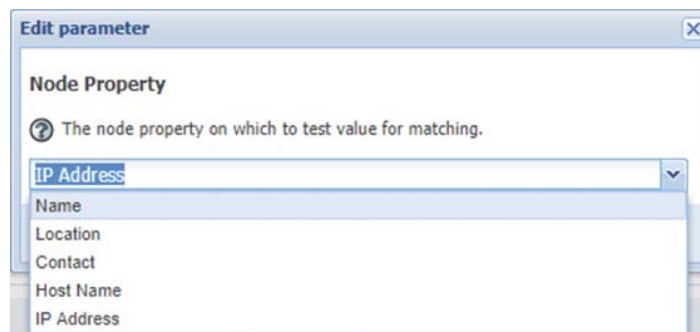 Edit parameter
Node Property
The node property on which to test value for matching.
IP Address
Name
Location
Contact
Host Name
IP Address